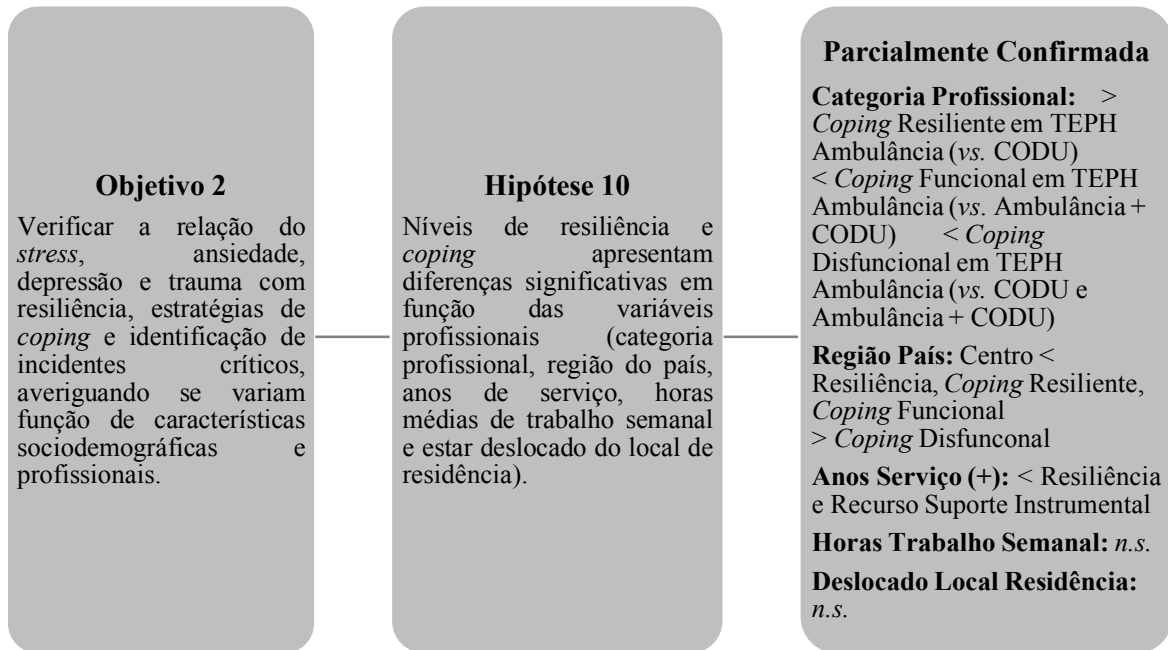 Objetivo 2
Verificar a relação do
stress, ansiedade,
depressão e trauma com
resiliência, estratégias de
coping e identificação de
incidentes críticos,
averiguando se variam
função de características
sociodemográficas e
profissionais.
Hipótese 10
Níveis de resiliência e
coping apresentam
diferenças significativas em
função das variáveis
profissionais (categoria
profissional, região do país,
anos de serviço, horas
médias de trabalho semanal
e estar deslocado do local de
residência).
Parcialmente Confirmada
Categoria Profissional: >
Coping Resiliente em TEPH
Ambulância (vs. CODU)
< Coping Funcional em TEPH
Ambulância (vs. Ambulância +
CODU) < Coping
Disfuncional em TEPH
Ambulância (vs. CODU e
Ambulância + CODU)
Região País: Centro <
Resiliência, Coping Resiliente,
Coping Funcional
> Coping Disfunconal
Anos Serviço (+): < Resiliência
e Recurso Suporte Instrumental
Horas Trabalho Semanal: n.s.
Deslocado Local Residência:
n.s.